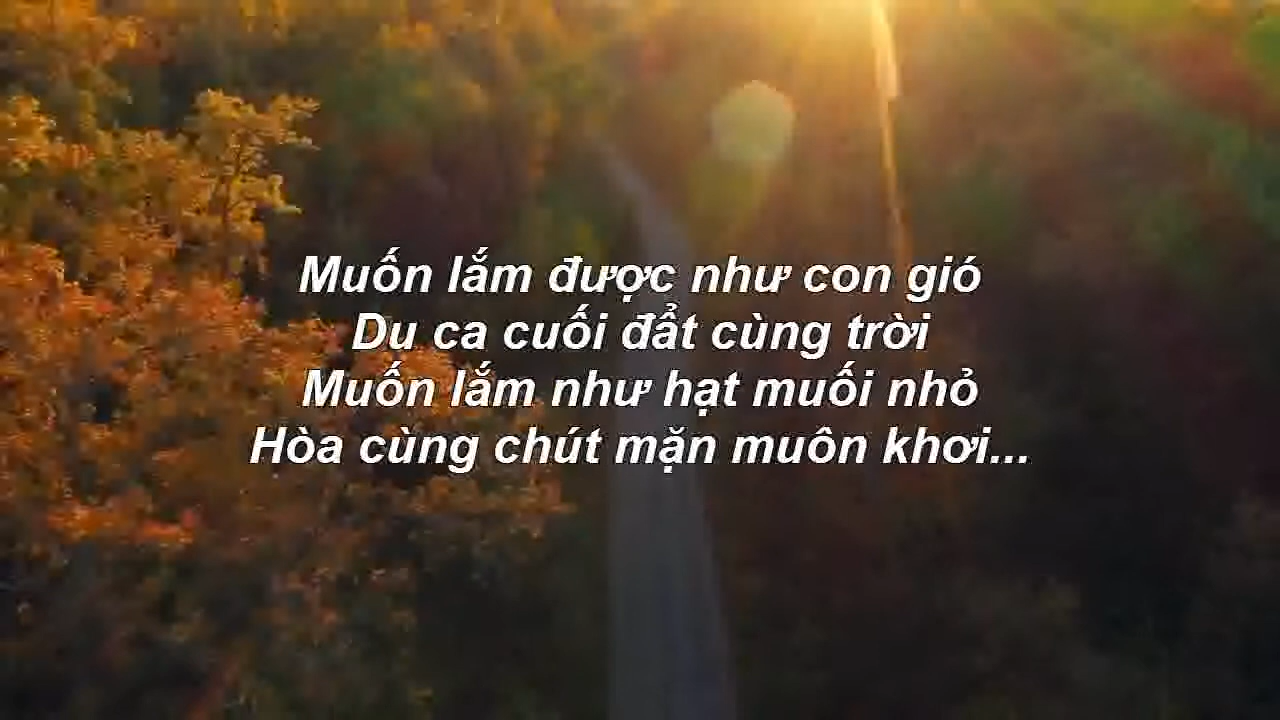 Muốn lắm được như con gió
Du ca cuối đẩt cùng trời
Muốn lắm như hạt muối nhỏ
Hòa cùng chút mặn muôn khơi...